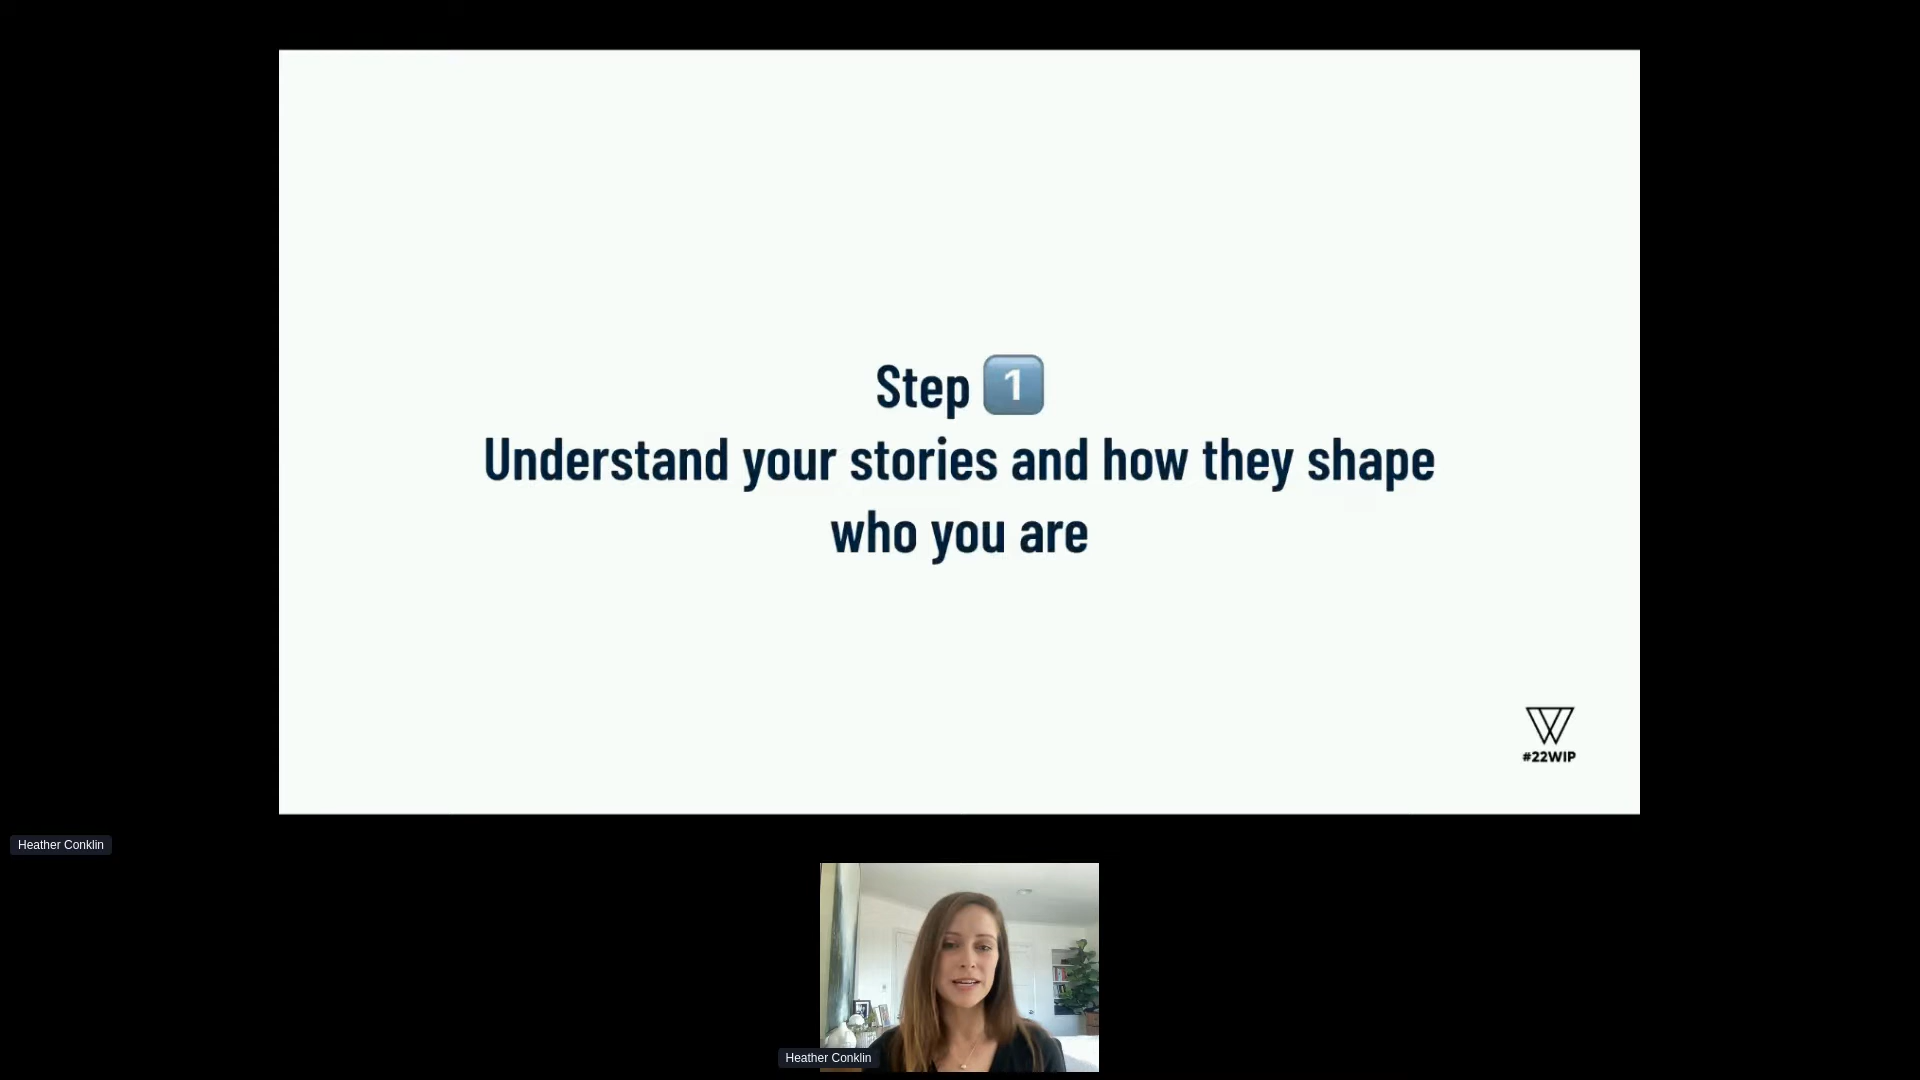 Step 1️⃣
Understand your stories and how they shape
who you are
#22WIP
Heather Conklin
Heather Conklin